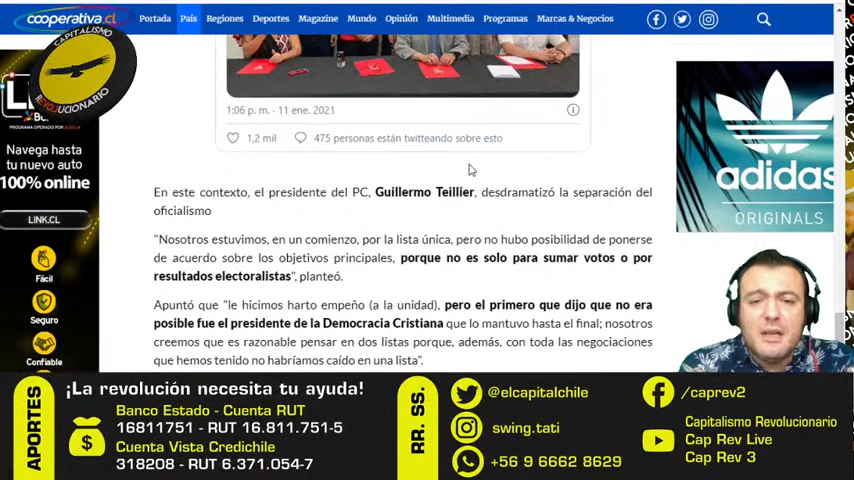 cooperativa.cl
Portada País Regiones Deportes Magazine Mundo Opinión Multimedia Programas Marcas & Negocios
CAPITALISMO
REVOLUCIONARIO
1:06 p. m. · 11 ene. 2021
1,2 mil 475 personas están twitteando sobre esto
En este contexto, el presidente del PC, Guillermo Teillier, desdramatizó la separación del
oficialismo
"Nosotros estuvimos, en un comienzo, por la lista única, pero no hubo posibilidad de ponerse
de acuerdo sobre los objetivos principales, porque no es solo para sumar votos o por
resultados electoralistas", planteó.
Apuntó que "le hicimos harto empeño (a la unidad), pero el primero que dijo que no era
posible fue el presidente de la Democracia Cristiana que lo mantuvo hasta el final; nosotros
creemos que es razonable pensar en dos listas porque, además, con toda las negociaciones
que hemos tenido no habríamos caído en una lista".
Navega hasta
tu nuevo auto
100% online
LINK.CL
Fácil
Seguro
Confiable
adidas
ORIGINALS
APORTES
¡La revolución necesita tu ayuda!
Banco Estado - Cuenta RUT
16811751 - RUT 16.811.751-5
Cuenta Vista Credichile
318208 - RUT 6.371.054-7
RR. SS.
@elcapitalchile
swing.tati
+56 9 6662 8629
/caprev2
Capitalismo Revolucionario
Cap Rev Live
Cap Rev 3